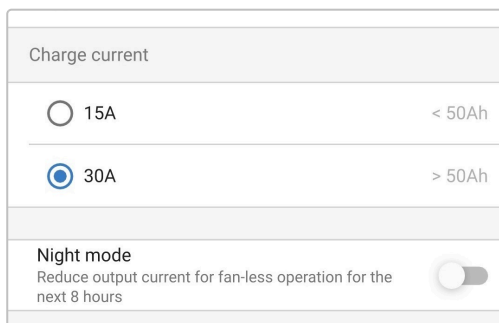 Charge current
15A < 50Ah
30A > 50Ah
Night mode
Reduce output current for fan-less operation for the
next 8 hours